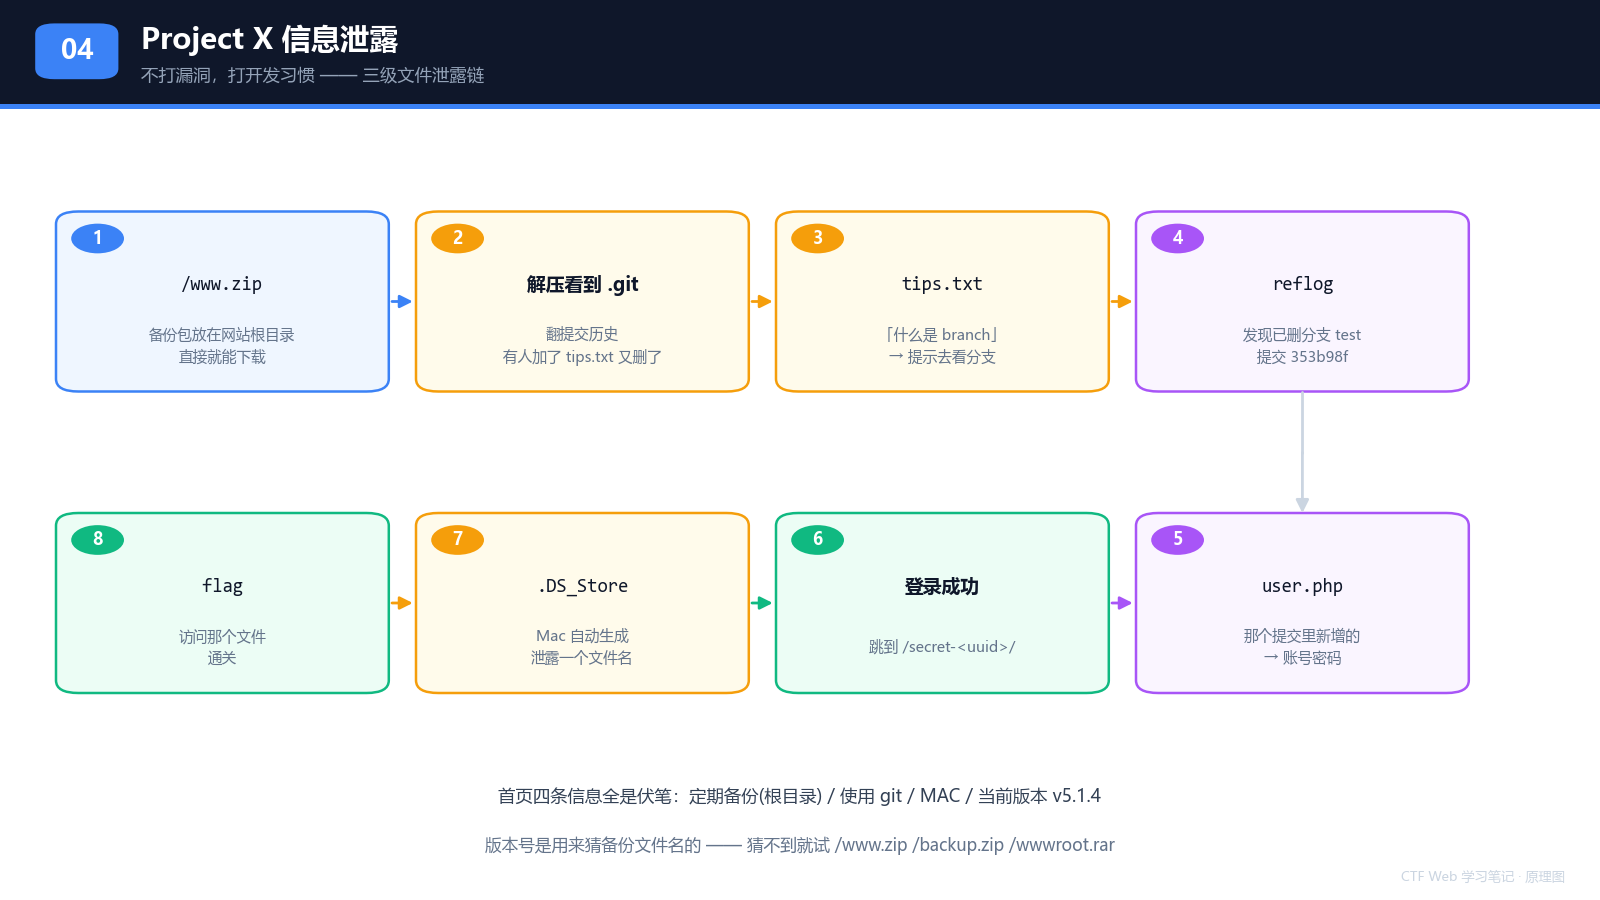 04
Project X 信息泄露
不打漏洞，打开发习惯 —— 三级文件泄露链
1
/www.zip
备份包放在网站根目录
直接就能下载
2
解压看到 .git
翻提交历史
有人加了 tips.txt 又删了
3
tips.txt
「什么是 branch」
→ 提示去看分支
4
reflog
发现已删分支 test
提交 353b98f
8
flag
访问那个文件
通关
7
.DS_Store
Mac 自动生成
泄露一个文件名
6
登录成功
跳到 /secret-<uuid>/
5
user.php
那个提交里新增的
→ 账号密码
首页四条信息全是伏笔：定期备份(根目录) / 使用 git / MAC / 当前版本 v5.1.4
版本号是用来猜备份文件名的 —— 猜不到就试 /www.zip /backup.zip /wwwroot.rar
CTF Web 学习笔记 · 原理图